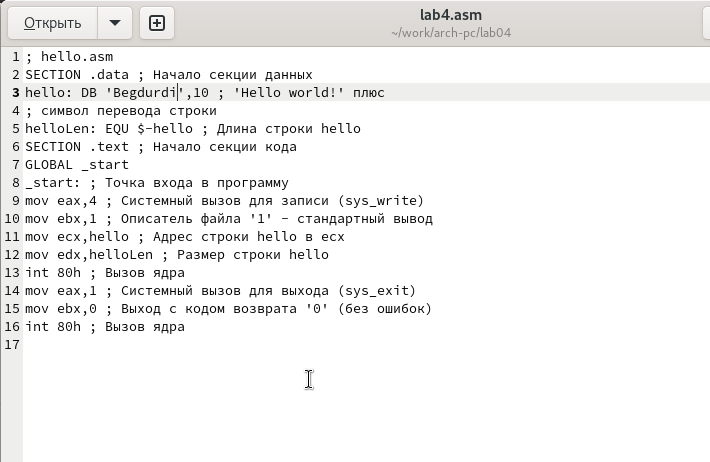 Открыть
lab4.asm
~/work/arch-pc/lab04
1 ; hello.asm
2 SECTION .data ; Начало секции данных
3 hello: DB 'Begdurdi',10 ; 'Hello world!' плюс
4 ; символ перевода строки
5 helloLen: EQU $-hello ; Длина строки hello
6 SECTION .text ; Начало секции кода
7 GLOBAL _start
8 _start: ; Точка входа в программу
9 mov eax,4 ; Системный вызов для записи (sys_write)
10 mov ebx,1 ; Описатель файла '1' - стандартный вывод
11 mov ecx,hello ; Адрес строки hello в ecx
12 mov edx,helloLen ; Размер строки hello
13 int 80h ; Вызов ядра
14 mov eax,1 ; Системный вызов для выхода (sys_exit)
15 mov ebx,0 ; Выход с кодом возврата '0' (без ошибок)
16 int 80h ; Вызов ядра
17